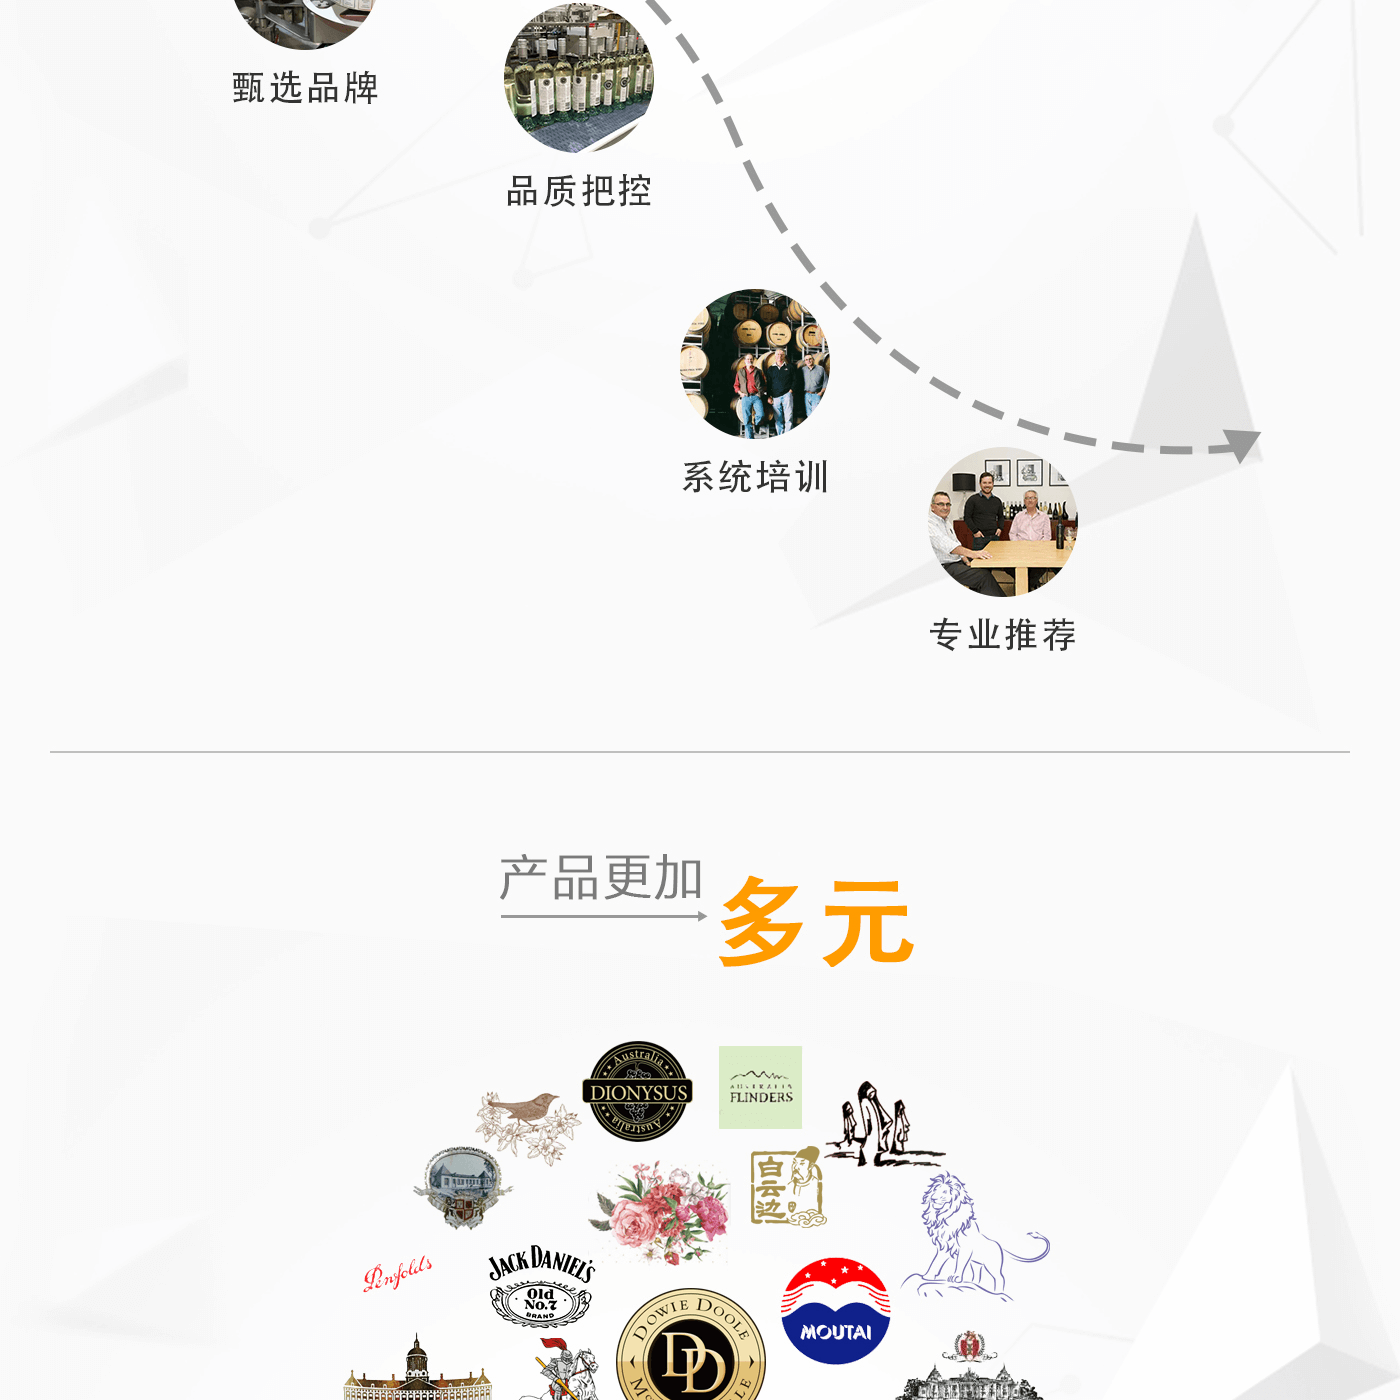 甄选品牌
品质把控
系统培训
专业推荐
产品更加
多元
Australia
DIONYSUS
Australia
AUSTRALIA
FLINDERS
白云边
Penfolds
JACK DANIEL'S
Old
No.7
BRAND
MOUTAI
DOWIE DOOLE
DD